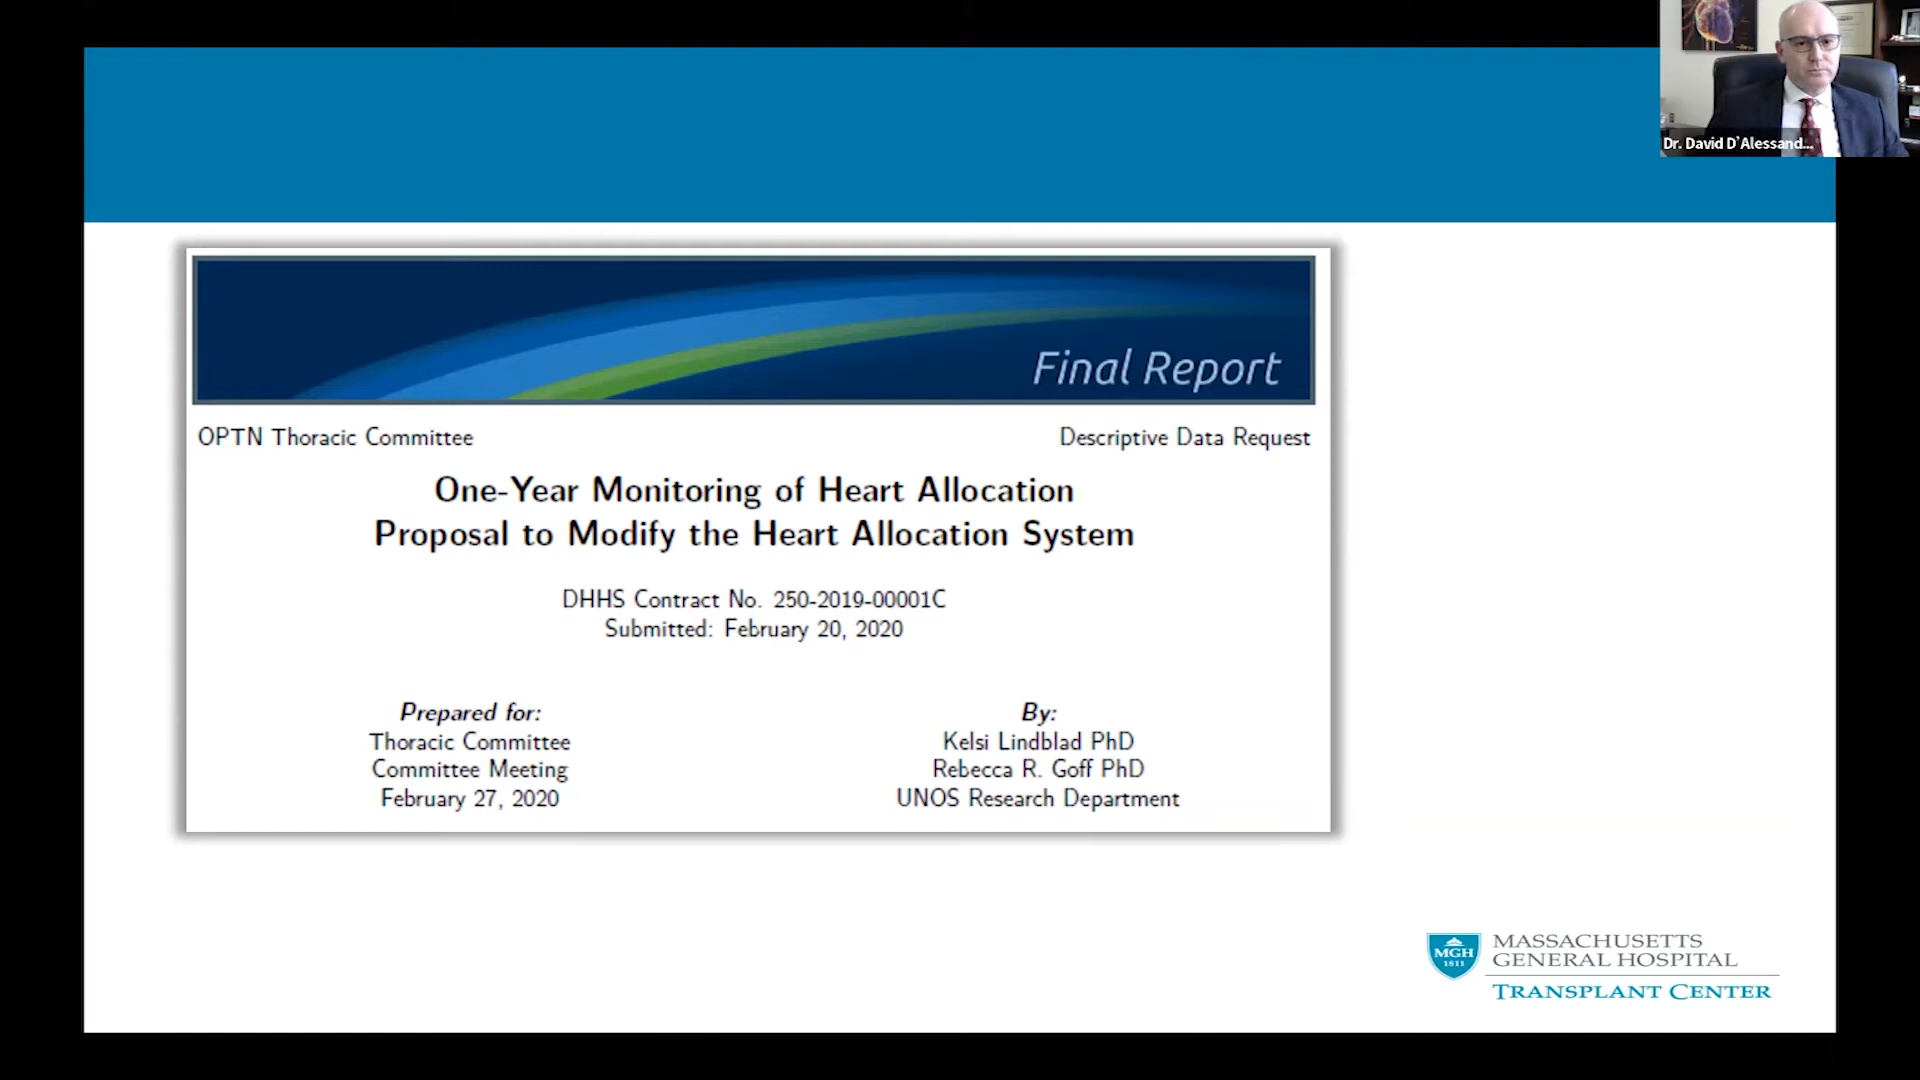 Dr. David D'Alessand...
Final Report
OPTN Thoracic Committee
Descriptive Data Request
One-Year Monitoring of Heart Allocation
Proposal to Modify the Heart Allocation System
DHHS Contract No. 250-2019-00001C
Submitted: February 20, 2020
Prepared for:
Thoracic Committee
Committee Meeting
February 27, 2020
By:
Kelsi Lindblad PhD
Rebecca R. Goff PhD
UNOS Research Department
MGH
1811
MASSACHUSETTS
GENERAL HOSPITAL
TRANSPLANT CENTER